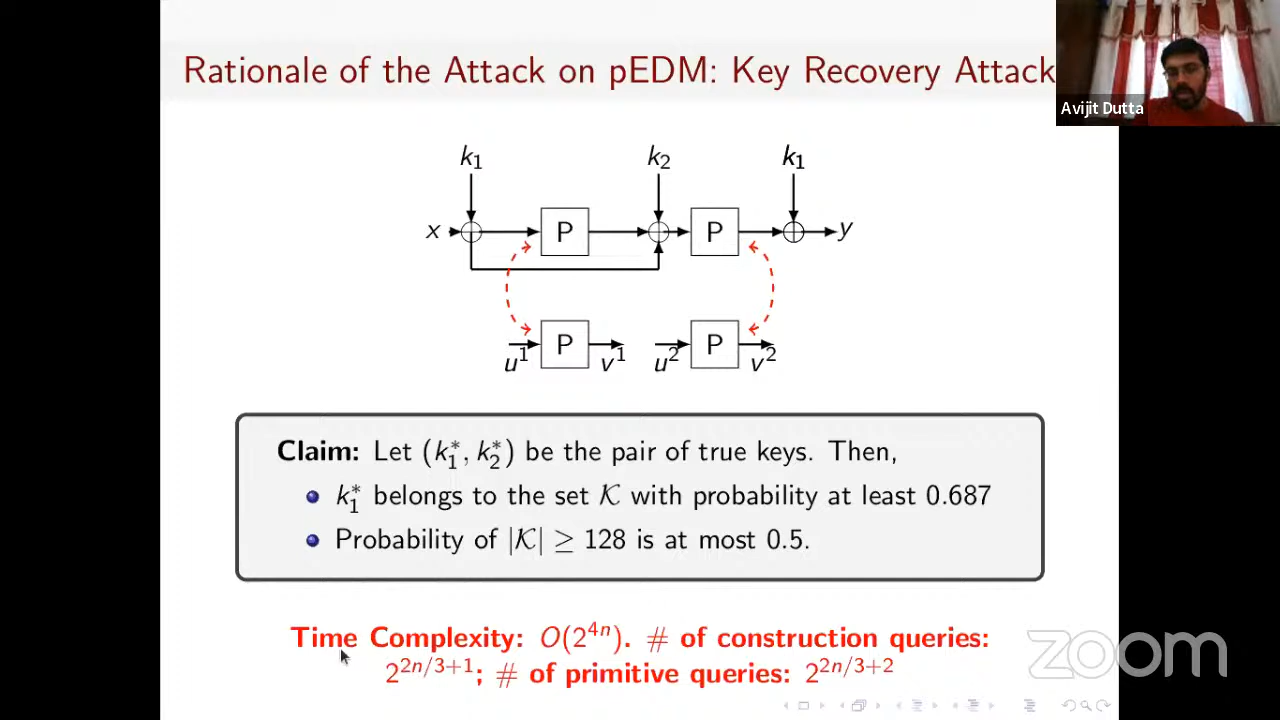 Rationale of the Attack on pEDM: Key Recovery Attack
Avijit Dutta
k₁ k₂ k₁
x P P y
P P
u¹ v¹ u² v²
Claim: Let (k₁*, k₂*) be the pair of true keys. Then,
k₁* belongs to the set 𝒦 with probability at least 0.687
Probability of |𝒦| ≥ 128 is at most 0.5.
Time Complexity: O(2⁴ⁿ). # of construction queries:
2^{2n/3+1}; # of primitive queries: 2^{2n/3+2}
zoom